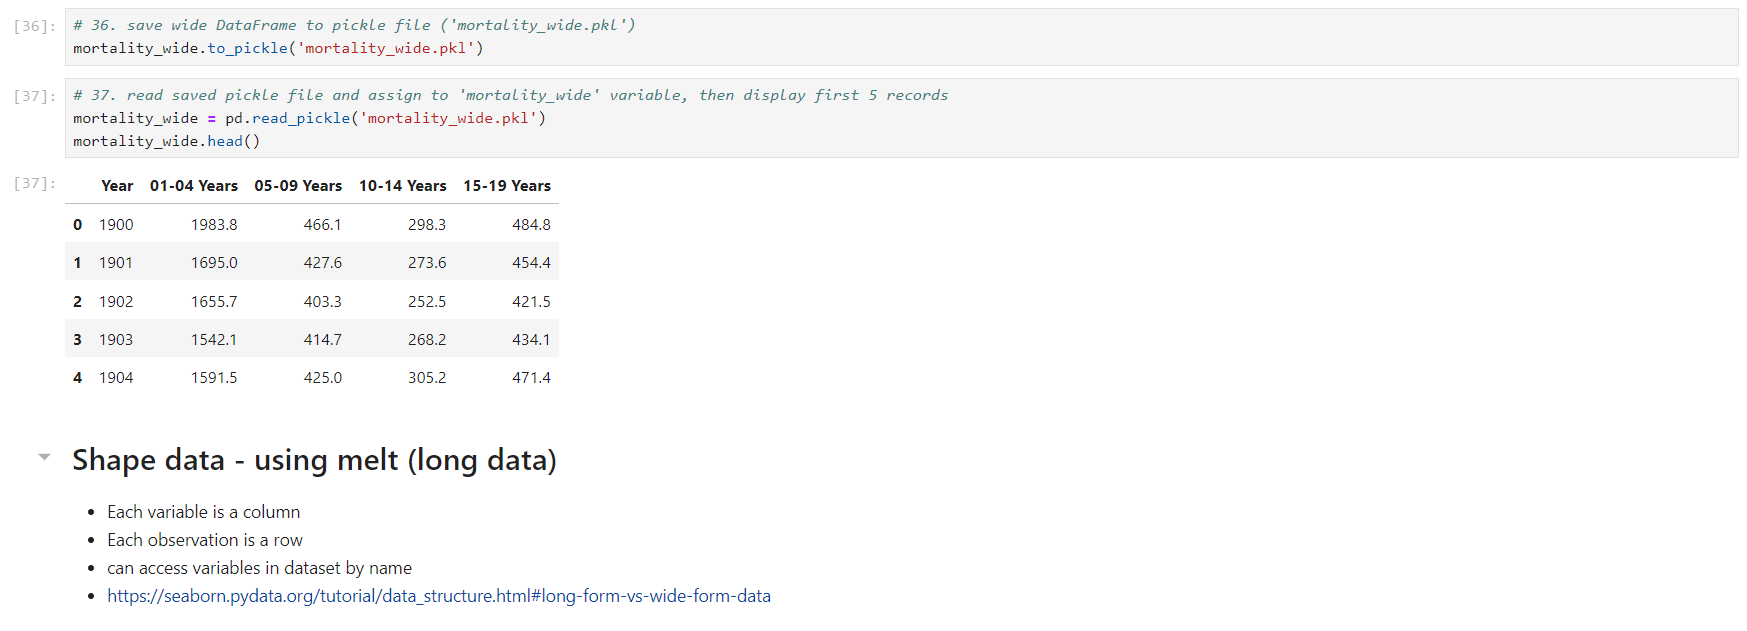 [36]: # 36. save wide DataFrame to pickle file ('mortality_wide.pkl')
mortality_wide.to_pickle('mortality_wide.pkl')
[37]: # 37. read saved pickle file and assign to 'mortality_wide' variable, then display first 5 records
mortality_wide = pd.read_pickle('mortality_wide.pkl')
mortality_wide.head()
[37]: Year 01-04 Years 05-09 Years 10-14 Years 15-19 Years
0 1900 1983.8 466.1 298.3 484.8
1 1901 1695.0 427.6 273.6 454.4
2 1902 1655.7 403.3 252.5 421.5
3 1903 1542.1 414.7 268.2 434.1
4 1904 1591.5 425.0 305.2 471.4
Shape data - using melt (long data)
• Each variable is a column
• Each observation is a row
• can access variables in dataset by name
• https://seaborn.pydata.org/tutorial/data_structure.html#long-form-vs-wide-form-data